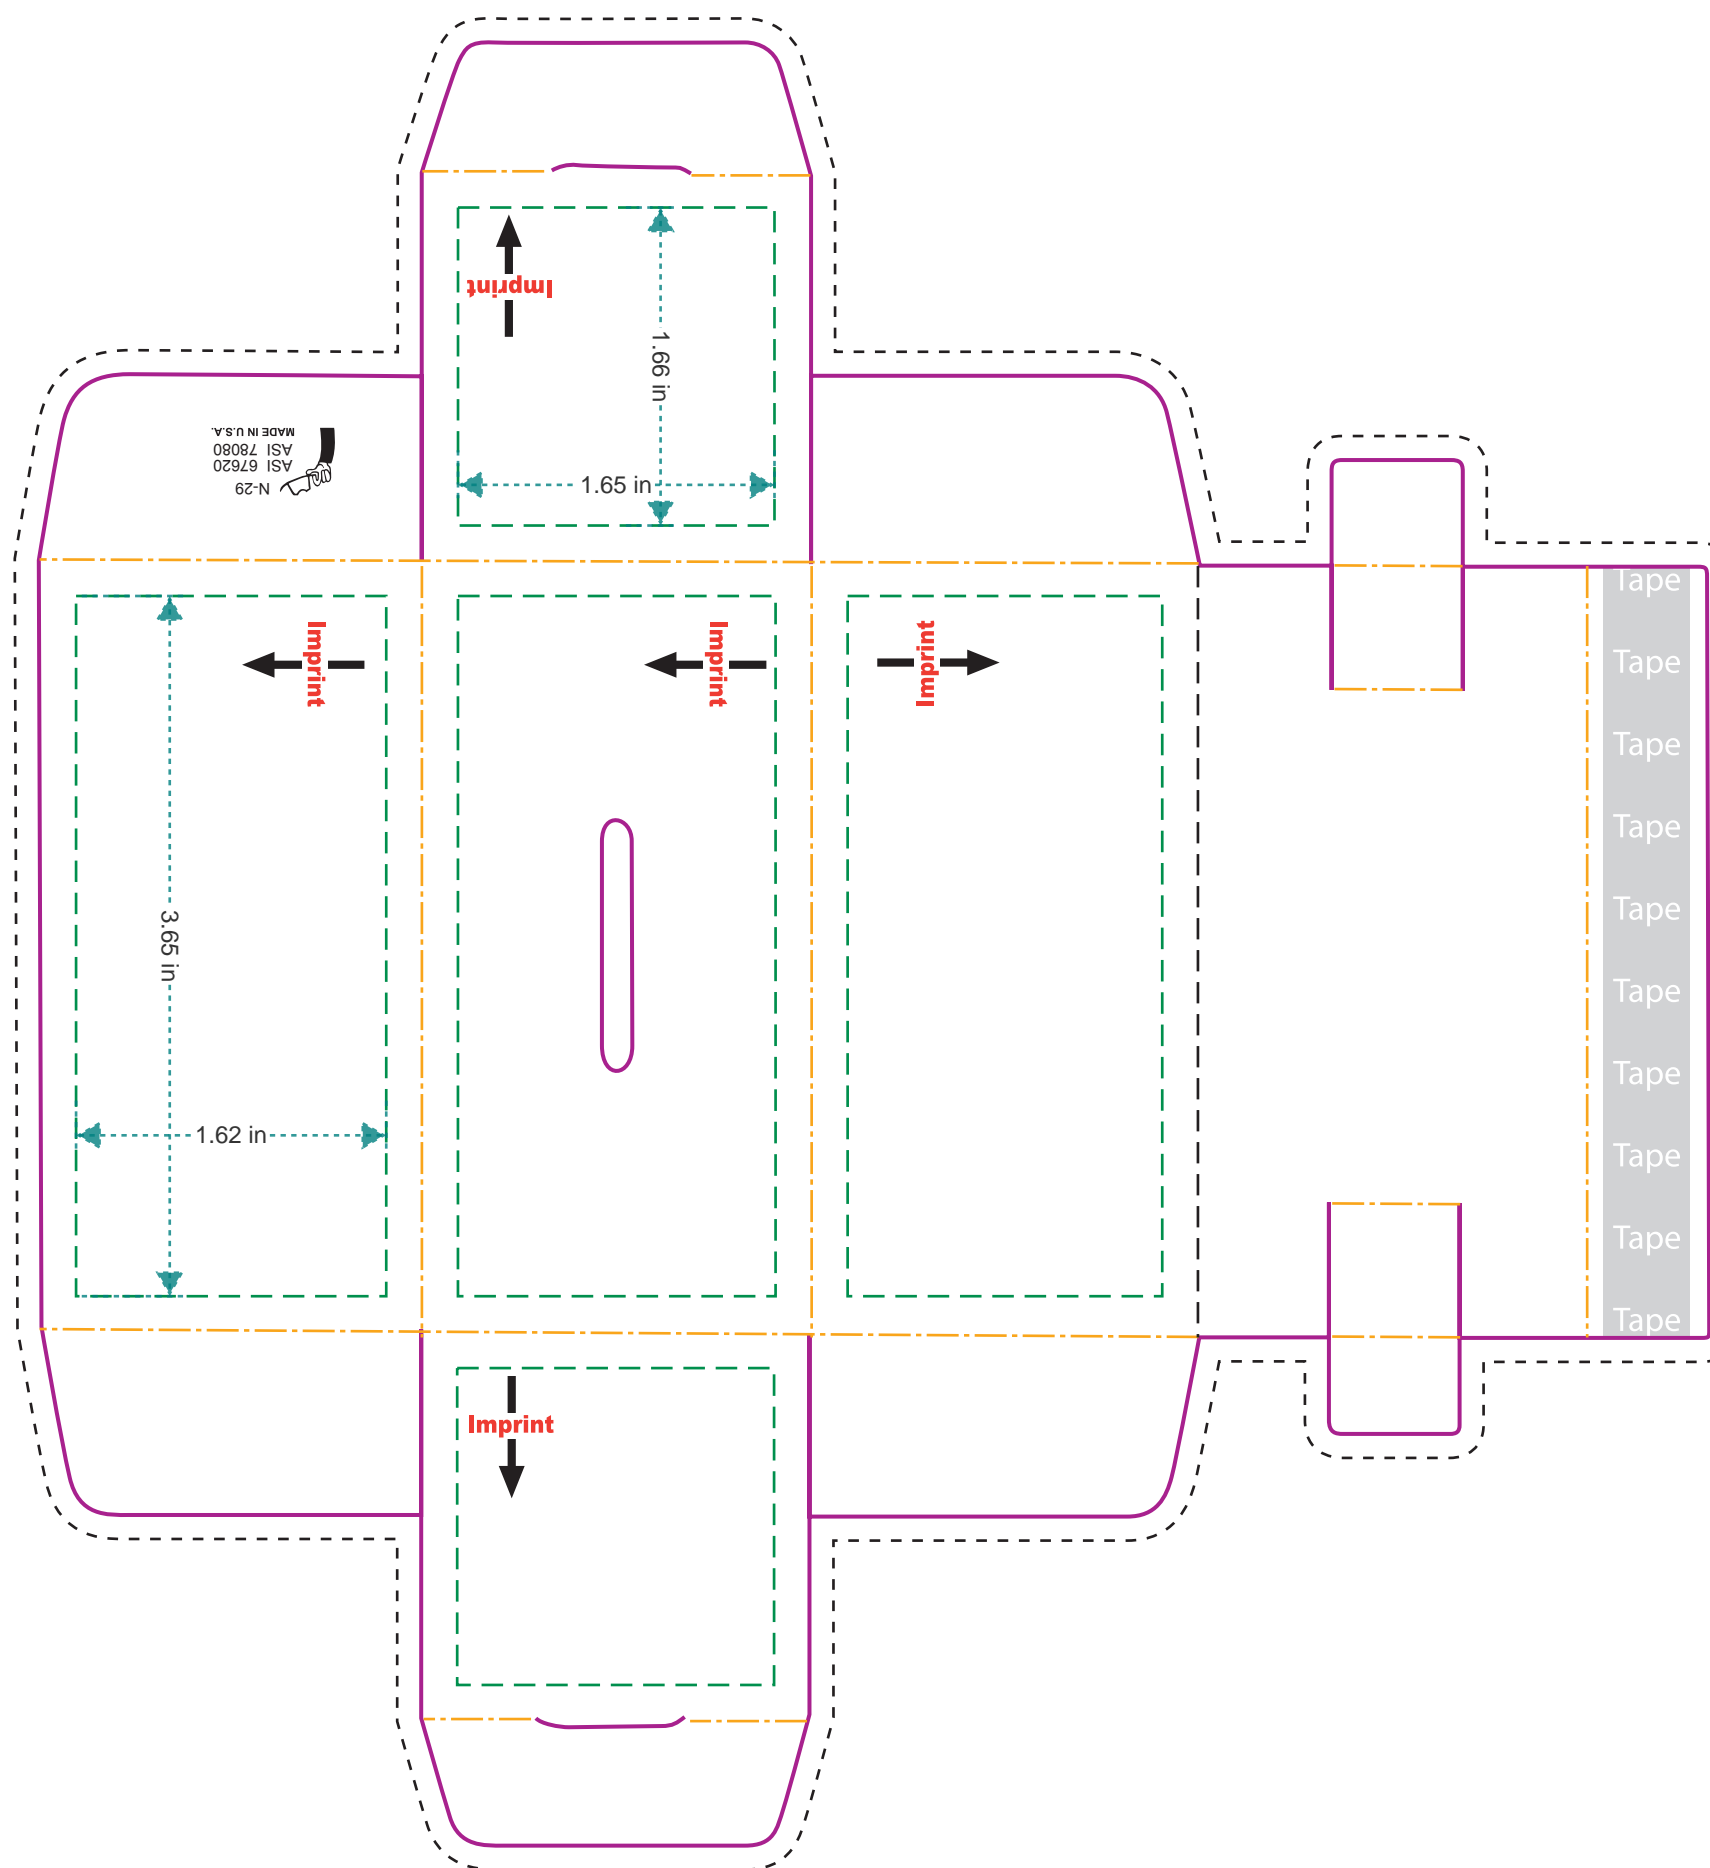 Imprint
1.66 in
1.65 in
N-29
ASI 67620
ASI 78080
MADE IN U.S.A.
Imprint
Imprint
Imprint
3.65 in
1.62 in
Imprint
Tape
Tape
Tape
Tape
Tape
Tape
Tape
Tape
Tape
Tape